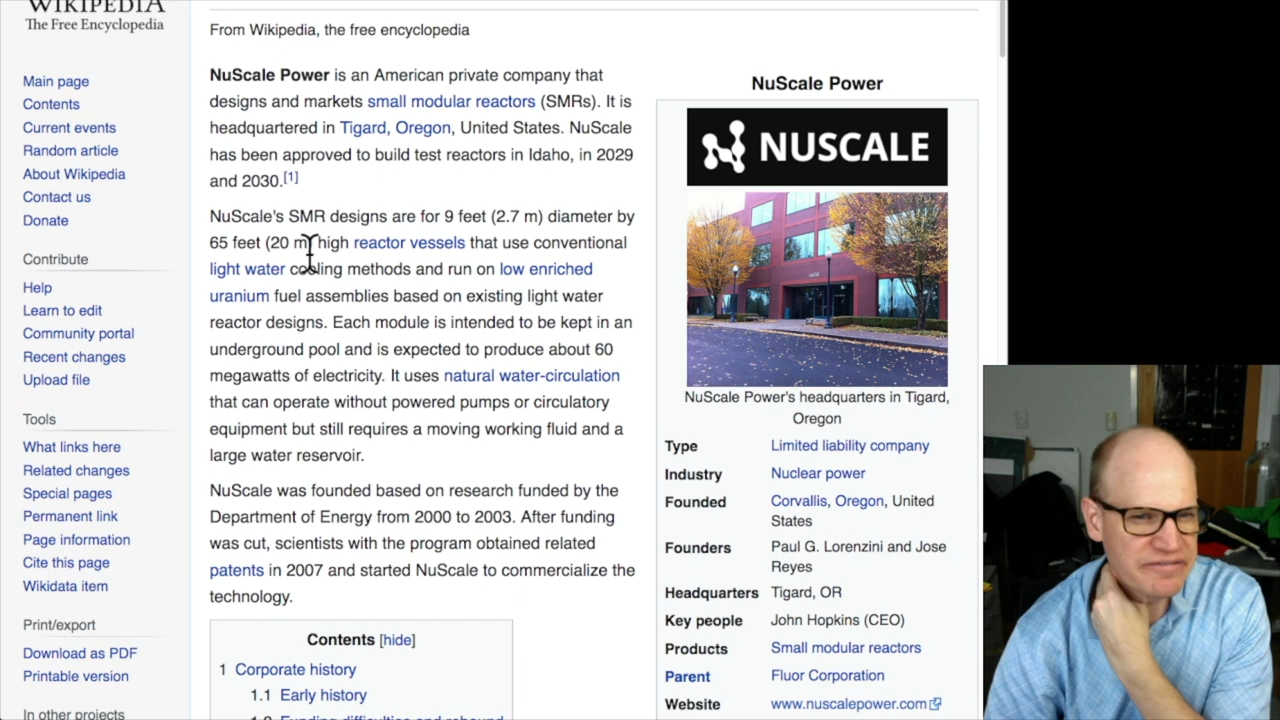 WIKIPEDIA
The Free Encyclopedia
Main page
Contents
Current events
Random article
About Wikipedia
Contact us
Donate
Contribute
Help
Learn to edit
Community portal
Recent changes
Upload file
Tools
What links here
Related changes
Special pages
Permanent link
Page information
Cite this page
Wikidata item
Print/export
Download as PDF
Printable version
In other projects
From Wikipedia, the free encyclopedia
NuScale Power is an American private company that
designs and markets small modular reactors (SMRs). It is
headquartered in Tigard, Oregon, United States. NuScale
has been approved to build test reactors in Idaho, in 2029
and 2030.[1]
NuScale's SMR designs are for 9 feet (2.7 m) diameter by
65 feet (20 m) high reactor vessels that use conventional
light water cooling methods and run on low enriched
uranium fuel assemblies based on existing light water
reactor designs. Each module is intended to be kept in an
underground pool and is expected to produce about 60
megawatts of electricity. It uses natural water-circulation
that can operate without powered pumps or circulatory
equipment but still requires a moving working fluid and a
large water reservoir.
NuScale was founded based on research funded by the
Department of Energy from 2000 to 2003. After funding
was cut, scientists with the program obtained related
patents in 2007 and started NuScale to commercialize the
technology.
Contents [hide]
1 Corporate history
1.1 Early history
1.2 Funding difficulties and rebound
NuScale Power
NUSCALE
NuScale Power's headquarters in Tigard,
Oregon
Type Limited liability company
Industry Nuclear power
Founded Corvallis, Oregon, United
States
Founders Paul G. Lorenzini and Jose
Reyes
Headquarters Tigard, OR
Key people John Hopkins (CEO)
Products Small modular reactors
Parent Fluor Corporation
Website www.nuscalepower.com